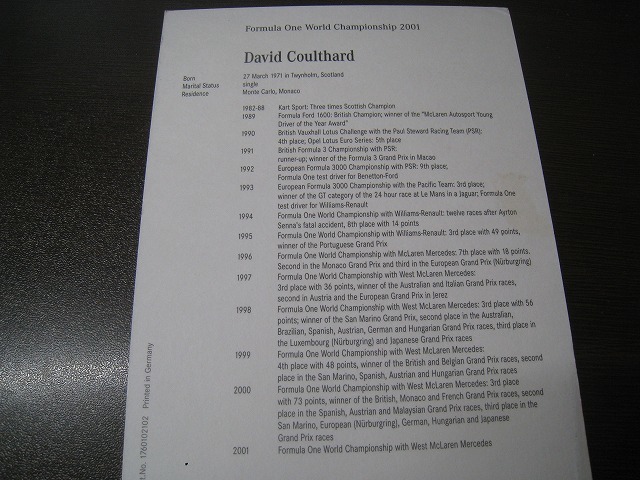 Formula One World Championship 2001
David Coulthard
Born 27 March 1971 in Twynholm, Scotland
Marital Status single
Residence Monte Carlo, Monaco
1982-88 Kart Sport: Three times Scottish Champion
1989 Formula Ford 1600: British Champion; winner of the "McLaren Autosport Young
Driver of the Year Award"
1990 British Vauxhall Lotus Challenge with the Paul Steward Racing Team (PSR);
4th place; Opel Lotus Euro Series: 5th place
1991 British Formula 3 Championship with PSR:
runner-up; winner of the Formula 3 Grand Prix in Macao
1992 European Formula 3000 Championship with PSR: 9th place;
Formula One test driver for Benetton-Ford
1993 European Formula 3000 Championship with the Pacific Team: 3rd place;
winner of the GT category of the 24 hour race at Le Mans in a Jaguar; Formula One
test driver for Williams-Renault
1994 Formula One World Championship with Williams-Renault: twelve races after Ayrton
Senna's fatal accident, 8th place with 14 points
1995 Formula One World Championship with Williams-Renault: 3rd place with 49 points,
winner of the Portuguese Grand Prix
1996 Formula One World Championship with McLaren Mercedes: 7th place with 18 points.
Second in the Monaco Grand Prix and third in the European Grand Prix (Nürburgring)
1997 Formula One World Championship with West McLaren Mercedes:
3rd place with 36 points, winner of the Australian and Italian Grand Prix races,
second in Austria and the European Grand Prix in Jerez
1998 Formula One World Championship with West McLaren Mercedes: 3rd place with 56
points; winner of the San Marino Grand Prix, second place in the Australian,
Brazilian, Spanish, Austrian, German and Hungarian Grand Prix races, third place in
the Luxembourg (Nürburgring) and Japanese Grand Prix races
1999 Formula One World Championship with West McLaren Mercedes:
4th place with 48 points, winner of the British and Belgian Grand Prix races, second
place in the San Marino, Spanish, Austrian and Hungarian Grand Prix races
2000 Formula One World Championship with West McLaren Mercedes: 3rd place
with 73 points, winner of the British, Monaco and French Grand Prix races, second
place in the Spanish, Austrian and Malaysian Grand Prix races, third place in the
San Marino, European (Nürburgring), German, Hungarian and Japanese
Grand Prix races
2001 Formula One World Championship with West McLaren Mercedes
t.No. 1760102102 Printed in Germany